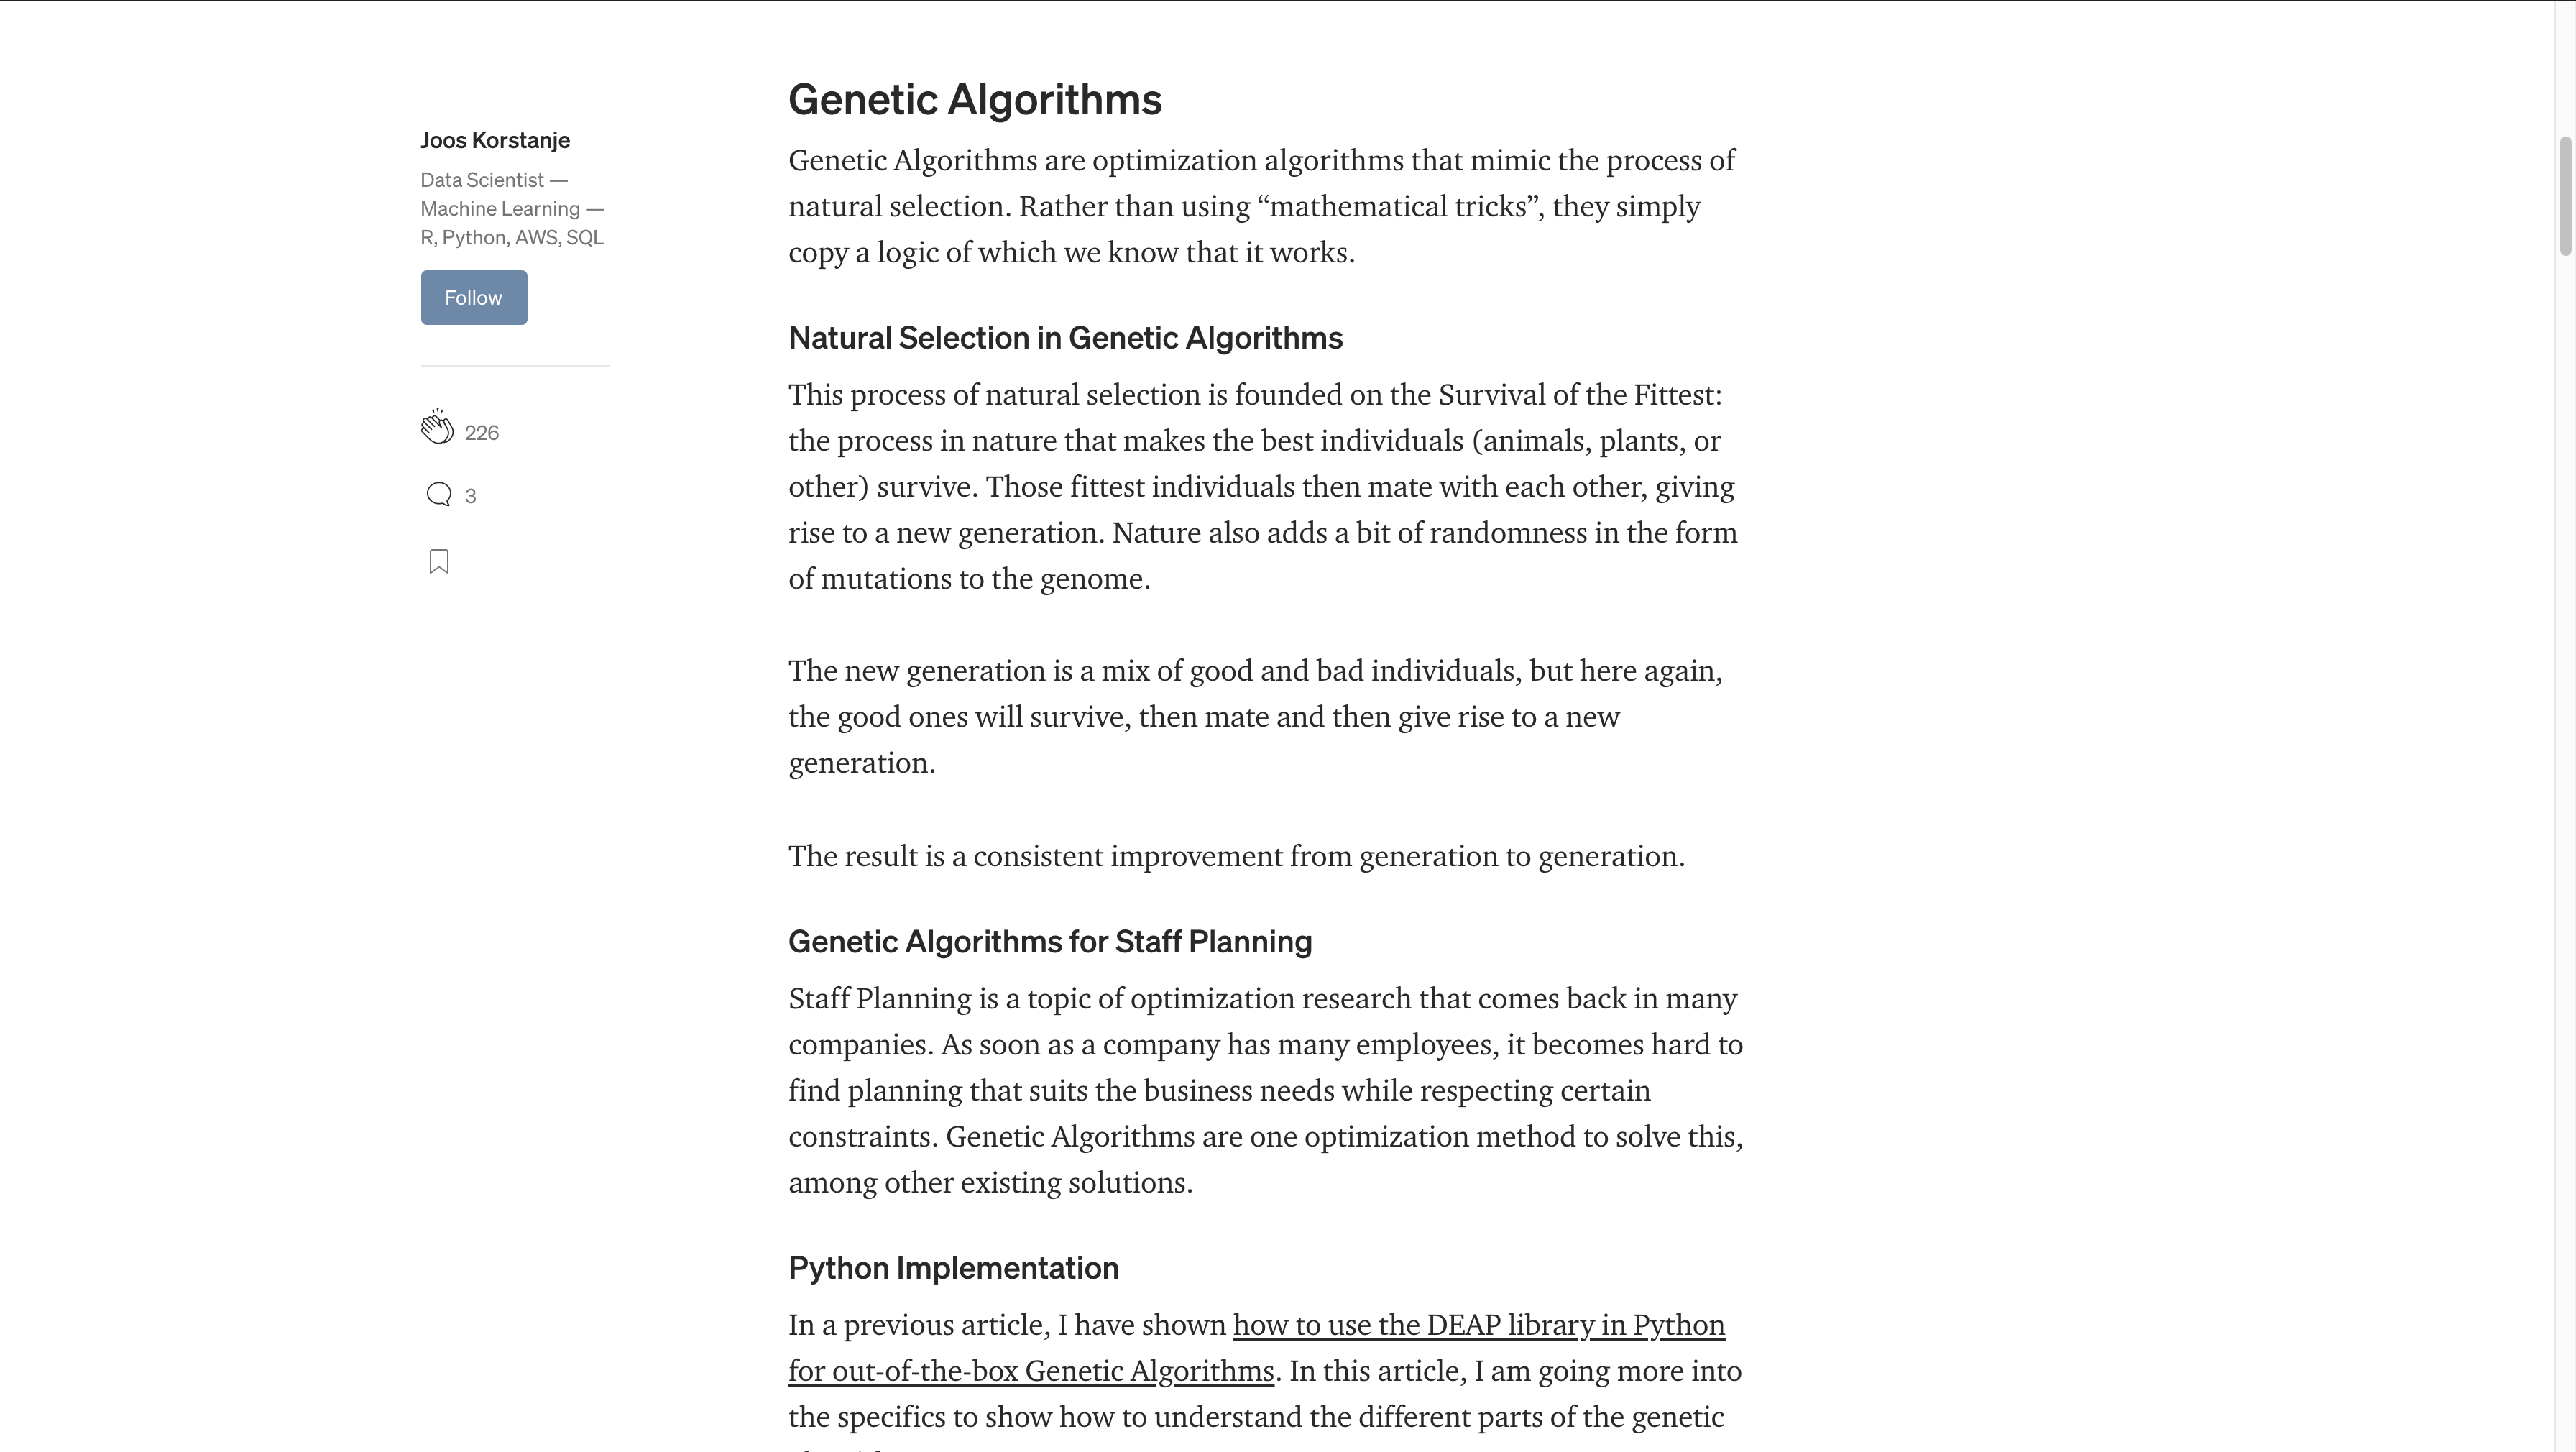 Genetic Algorithms
Joos Korstanje
Data Scientist —
Machine Learning —
R, Python, AWS, SQL
Follow
226
3
Genetic Algorithms are optimization algorithms that mimic the process of
natural selection. Rather than using “mathematical tricks”, they simply
copy a logic of which we know that it works.
Natural Selection in Genetic Algorithms
This process of natural selection is founded on the Survival of the Fittest:
the process in nature that makes the best individuals (animals, plants, or
other) survive. Those fittest individuals then mate with each other, giving
rise to a new generation. Nature also adds a bit of randomness in the form
of mutations to the genome.
The new generation is a mix of good and bad individuals, but here again,
the good ones will survive, then mate and then give rise to a new
generation.
The result is a consistent improvement from generation to generation.
Genetic Algorithms for Staff Planning
Staff Planning is a topic of optimization research that comes back in many
companies. As soon as a company has many employees, it becomes hard to
find planning that suits the business needs while respecting certain
constraints. Genetic Algorithms are one optimization method to solve this,
among other existing solutions.
Python Implementation
In a previous article, I have shown how to use the DEAP library in Python
for out-of-the-box Genetic Algorithms. In this article, I am going more into
the specifics to show how to understand the different parts of the genetic